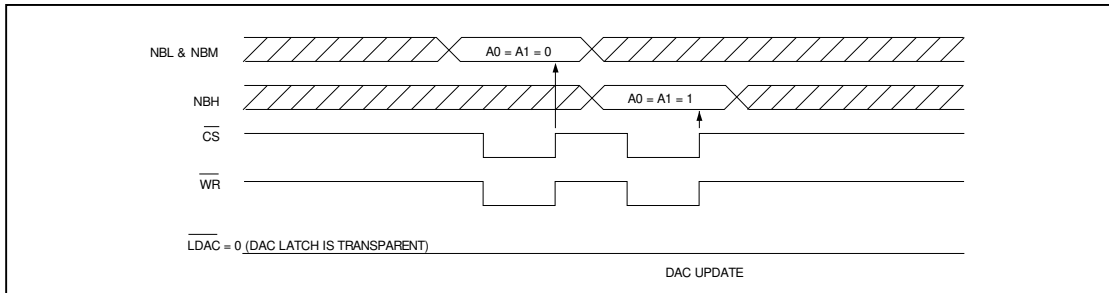 NBL & NBM
A0 = A1 = 0
NBH
A0 = A1 = 1
CS
WR
LDAC = 0 (DAC LATCH IS TRANSPARENT)
DAC UPDATE